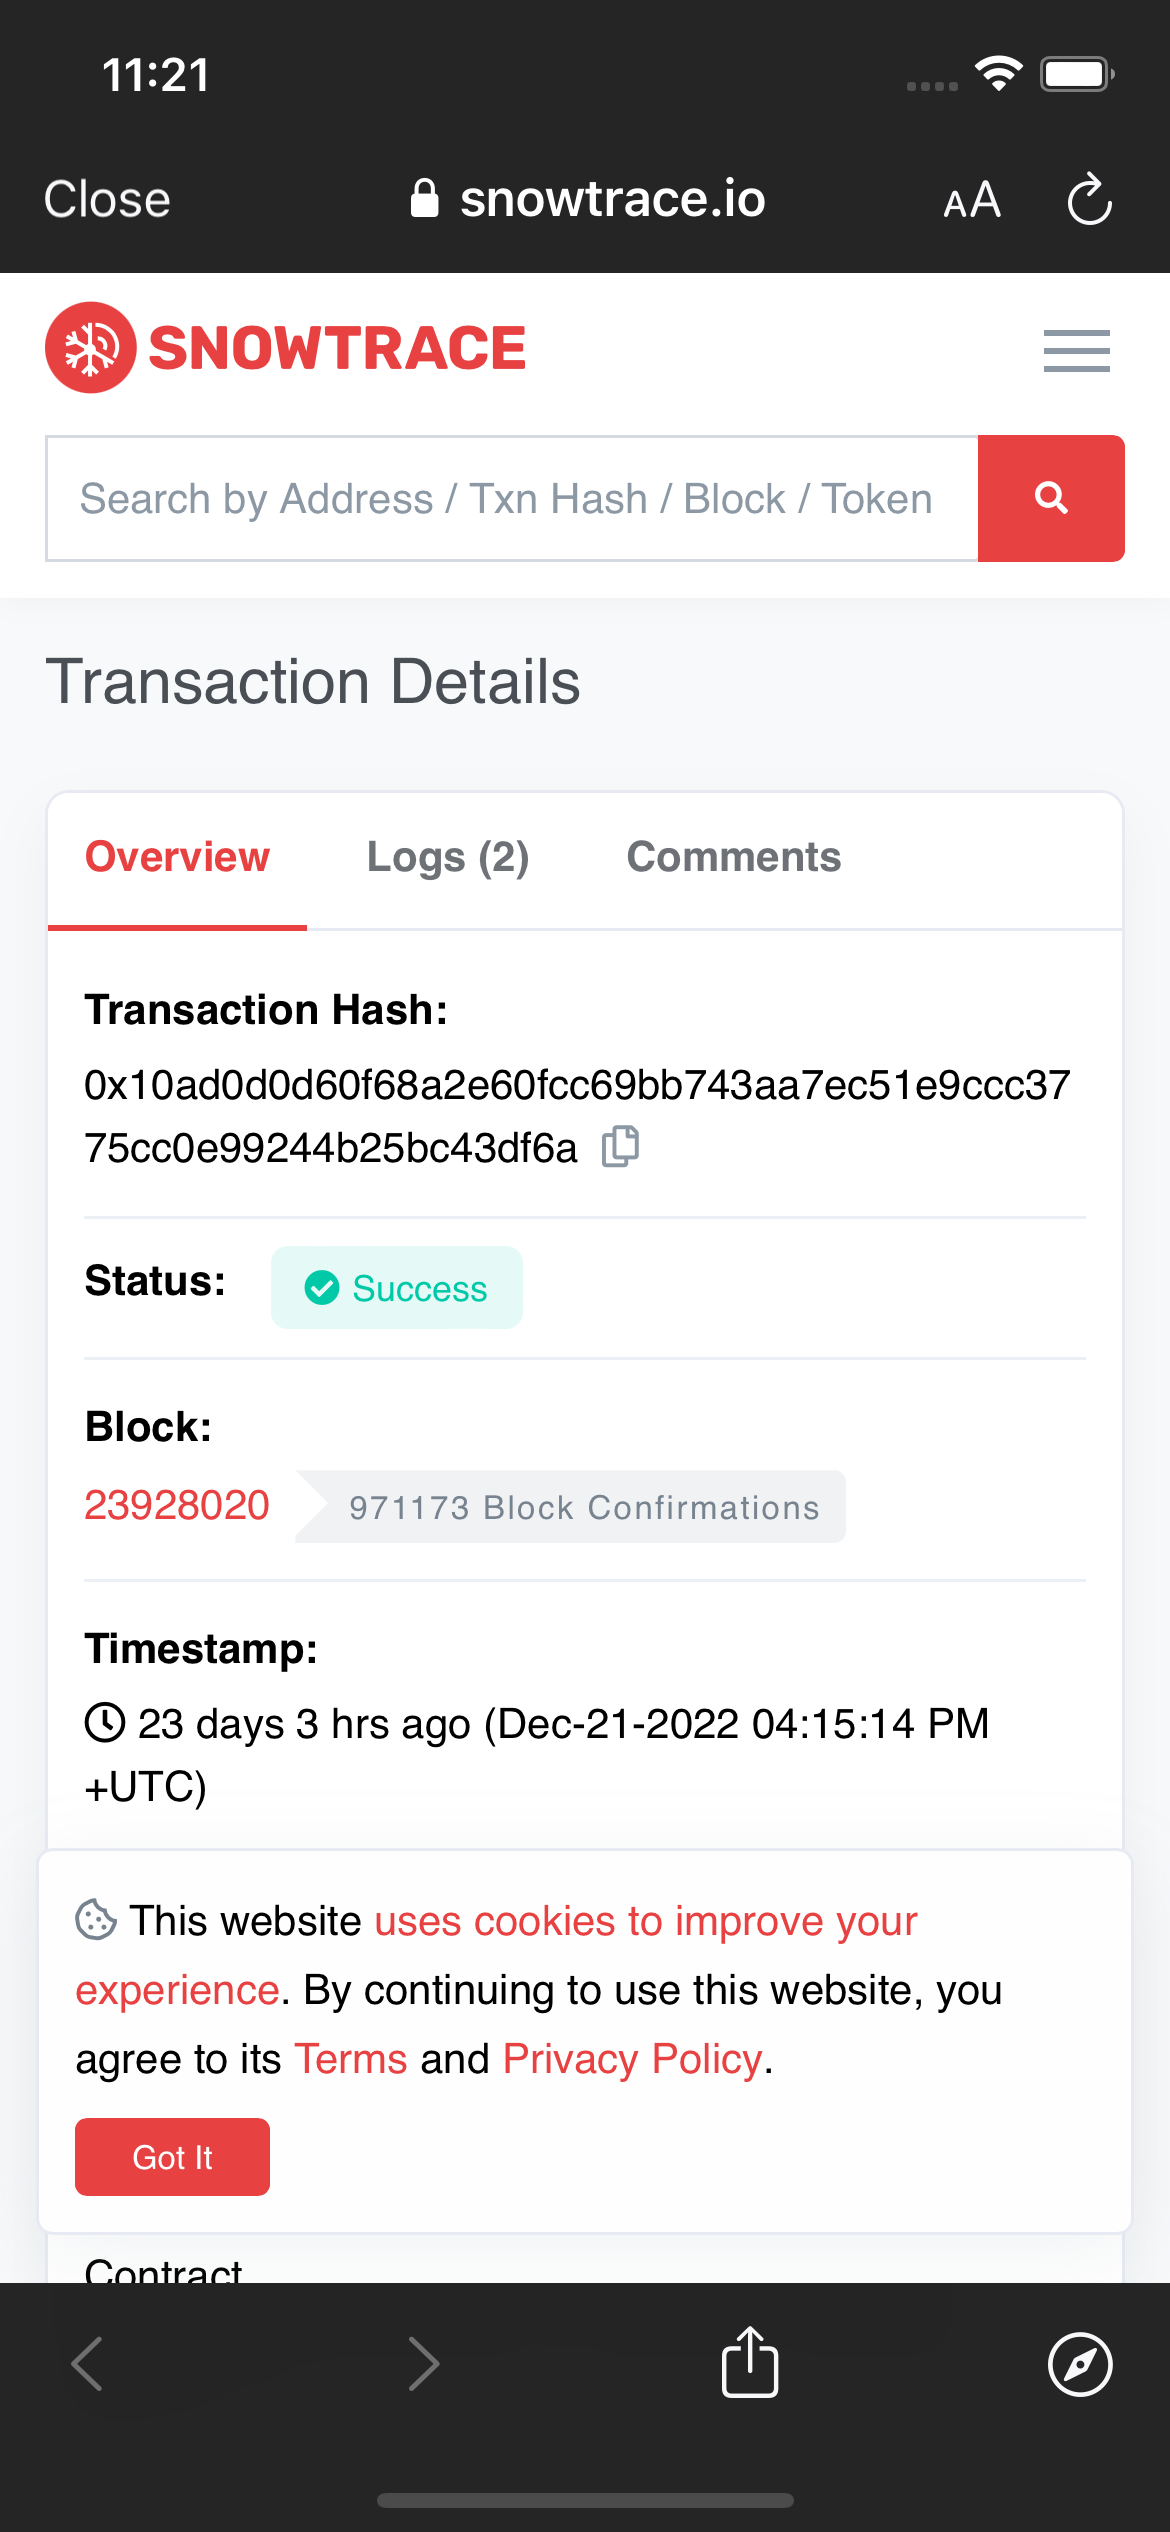 11:21
Close
snowtrace.io
AA
SNOWTRACE
Search by Address / Txn Hash / Block / Token
Transaction Details
Overview
Logs (2)
Comments
Transaction Hash:
0x10ad0d0d60f68a2e60fcc69bb743aa7ec51e9ccc37
75cc0e99244b25bc43df6a
Status:
Success
Block:
23928020
971173 Block Confirmations
Timestamp:
23 days 3 hrs ago (Dec-21-2022 04:15:14 PM
+UTC)
This website uses cookies to improve your
experience. By continuing to use this website, you
agree to its Terms and Privacy Policy.
Got It
Contract